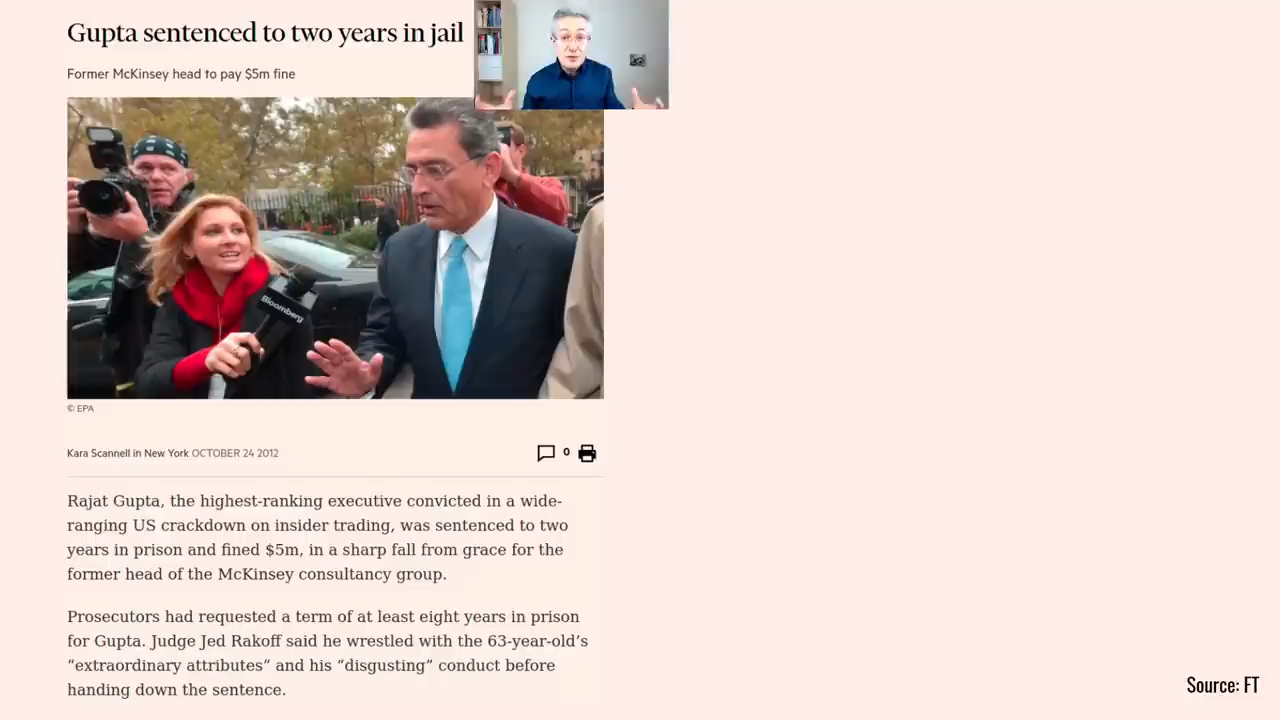 Gupta sentenced to two years in jail
Former McKinsey head to pay $5m fine
Bloomberg
© EPA
Kara Scannell in New York OCTOBER 24 2012
0
Rajat Gupta, the highest-ranking executive convicted in a wide-
ranging US crackdown on insider trading, was sentenced to two
years in prison and fined $5m, in a sharp fall from grace for the
former head of the McKinsey consultancy group.
Prosecutors had requested a term of at least eight years in prison
for Gupta. Judge Jed Rakoff said he wrestled with the 63-year-old’s
“extraordinary attributes” and his “disgusting” conduct before
handing down the sentence.
Source: FT